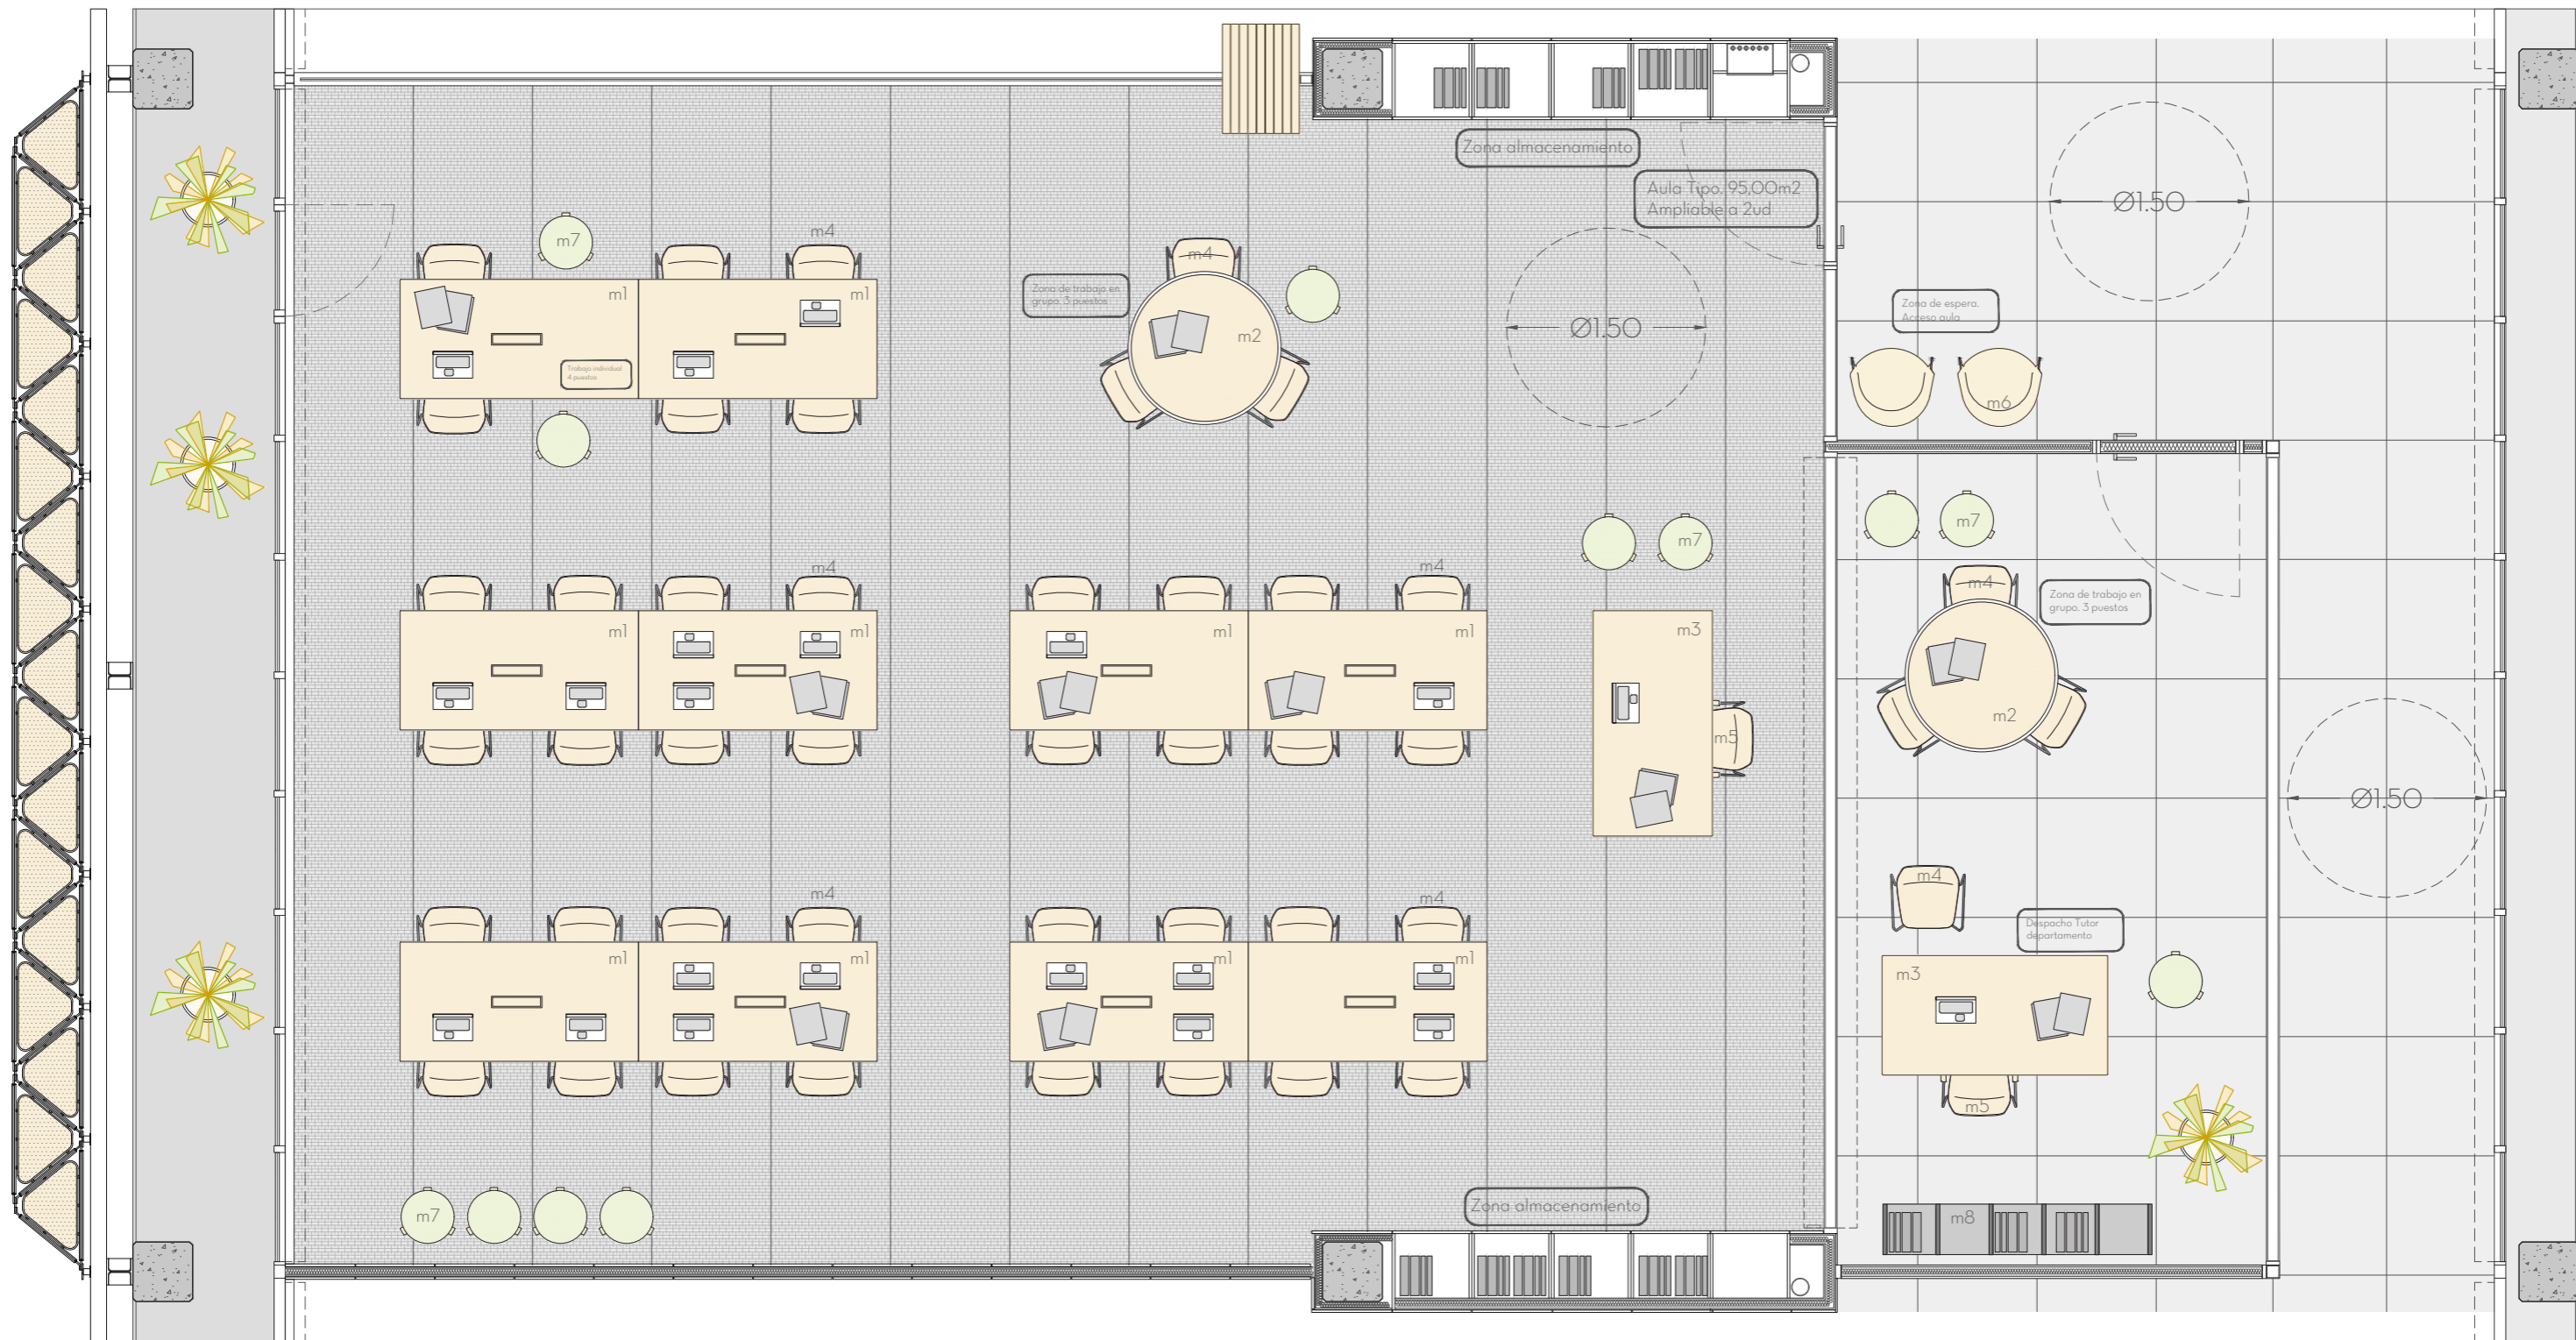 Zona almacenamiento
Aula Tipo. 95,00m2
Ampliable a 2ud
Ø1.50
m4
m7
m4
Zona de trabajo en
grupo. 3 puestos
m1
m1
m2
Ø1.50
Zona de espera.
Acceso aula
Trabajo individual
4 puestos
m6
m7
m7
m4
m4
m4
Zona de trabajo en
grupo. 3 puestos
m1
m1
m1
m1
m3
m2
m5
Ø1.50
m4
m4
m4
Despacho Tutor
departamento
m1
m1
m1
m1
m3
m5
m7
Zona almacenamiento
m8